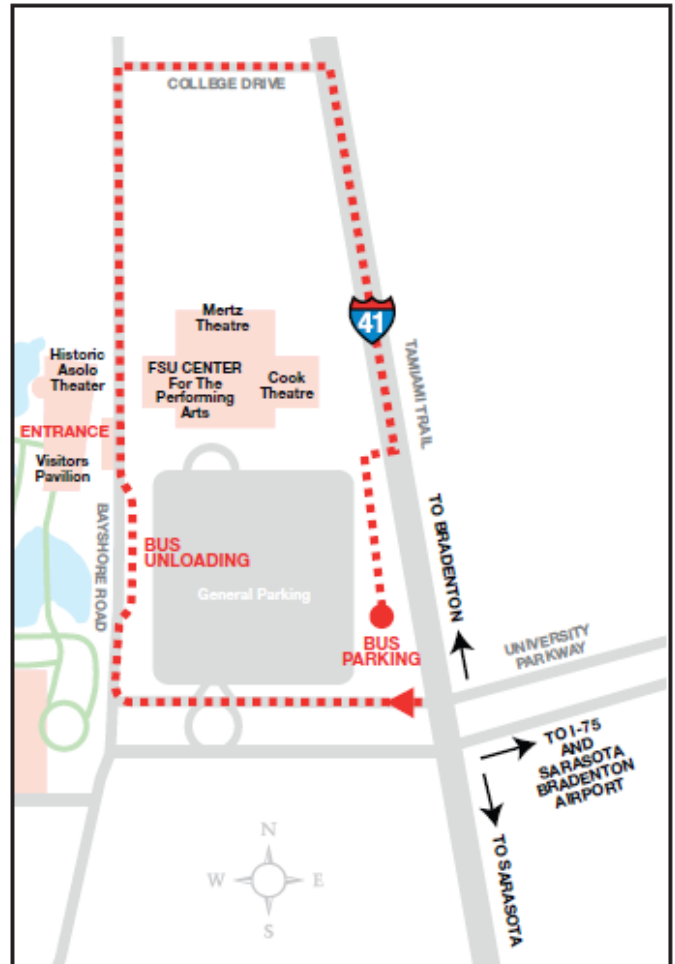 COLLEGE DRIVE
41
TAMIAMI TRAIL
Mertz
Theatre
FSU CENTER
For The
Performing
Arts
Cook
Theatre
Historic
Asolo
Theater
ENTRANCE
Visitors
Pavilion
BAYSHORE ROAD
BUS
UNLOADING
General Parking
BUS
PARKING
TO BRADENTON
UNIVERSITY
PARKWAY
TO I-75
AND
SARASOTA
BRADENTON
AIRPORT
TO SARASOTA
N
W
E
S